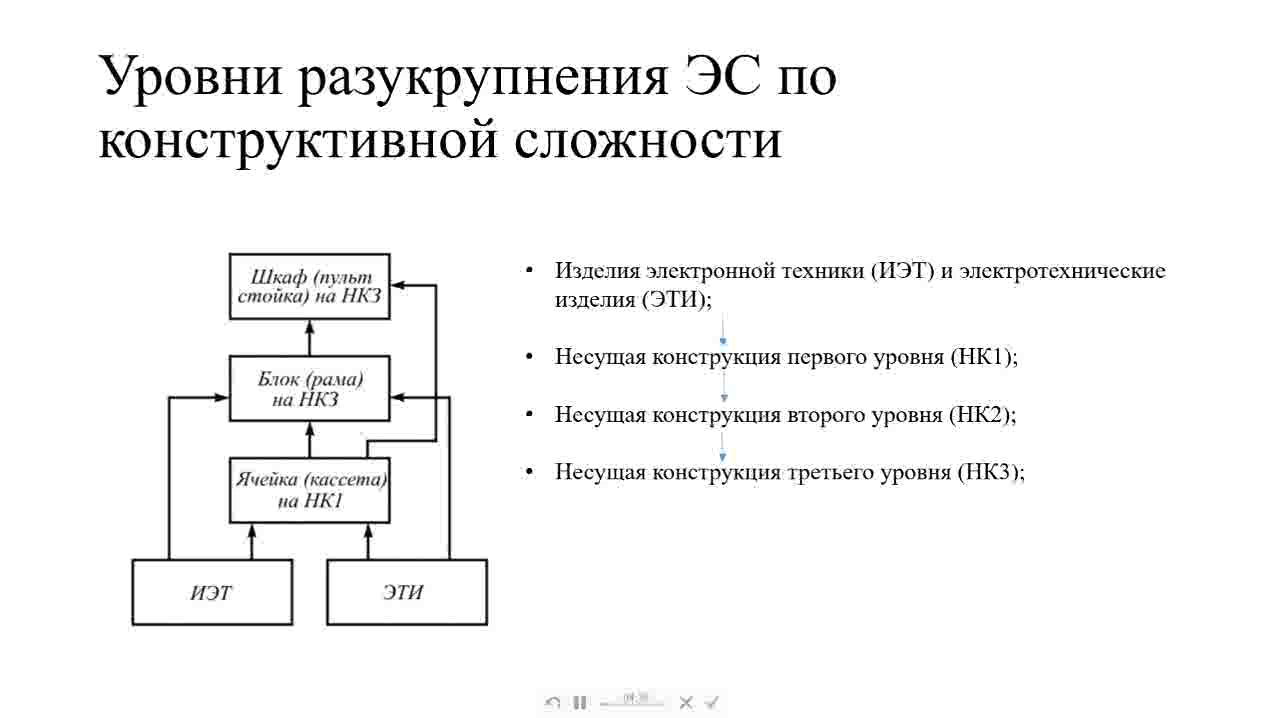 Уровни разукрупнения ЭС по
конструктивной сложности
Шкаф (пульт
стойка) на НКЗ
Блок (рама)
на НКЗ
Ячейка (кассета)
на НК1
ИЭТ
ЭТИ
• Изделия электронной техники (ИЭТ) и электротехнические
изделия (ЭТИ);
• Несущая конструкция первого уровня (НК1);
• Несущая конструкция второго уровня (НК2);
• Несущая конструкция третьего уровня (НК3);